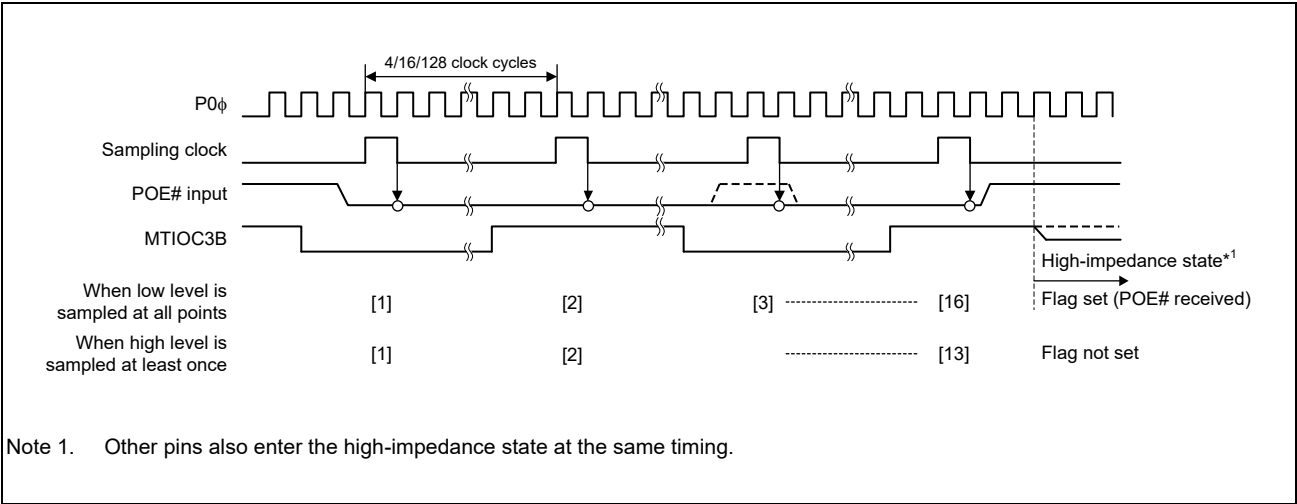 4/16/128 clock cycles
P0ϕ
Sampling clock
POE# input
MTIOC3B
High-impedance state*1
When low level is
sampled at all points
[1] [2] [3] [16] Flag set (POE# received)
When high level is
sampled at least once
[1] [2] [13] Flag not set
Note 1. Other pins also enter the high-impedance state at the same timing.